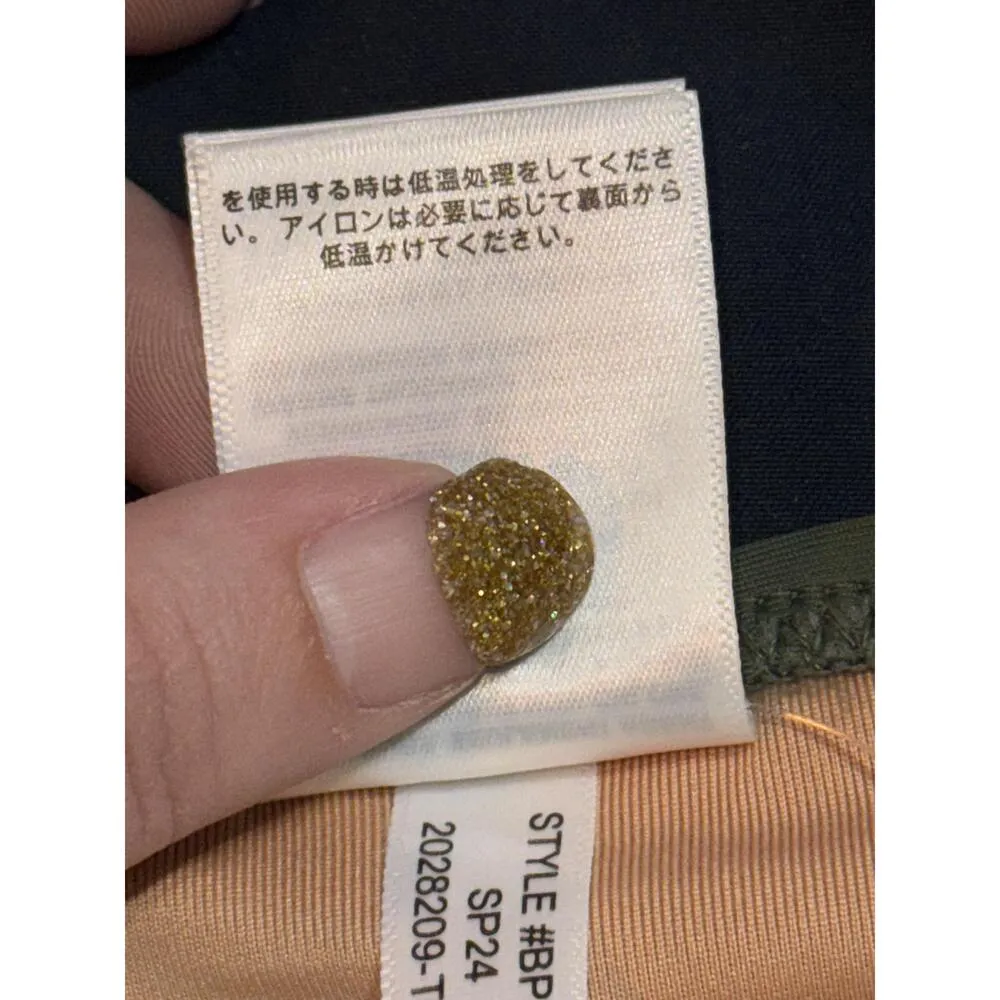 を使用する時は低温処理をしてくださ
い。アイロンは必要に応じて裏面から
低温かけてください。
STYLE #BP
SP24
2028209-T